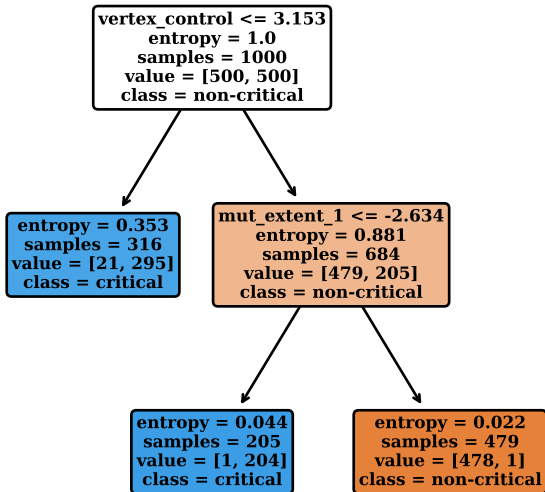 vertex_control <= 3.153
entropy = 1.0
samples = 1000
value = [500, 500]
class = non-critical
entropy = 0.353
samples = 316
value = [21, 295]
class = critical
mut_extent_1 <= -2.634
entropy = 0.881
samples = 684
value = [479, 205]
class = non-critical
entropy = 0.044
samples = 205
value = [1, 204]
class = critical
entropy = 0.022
samples = 479
value = [478, 1]
class = non-critical